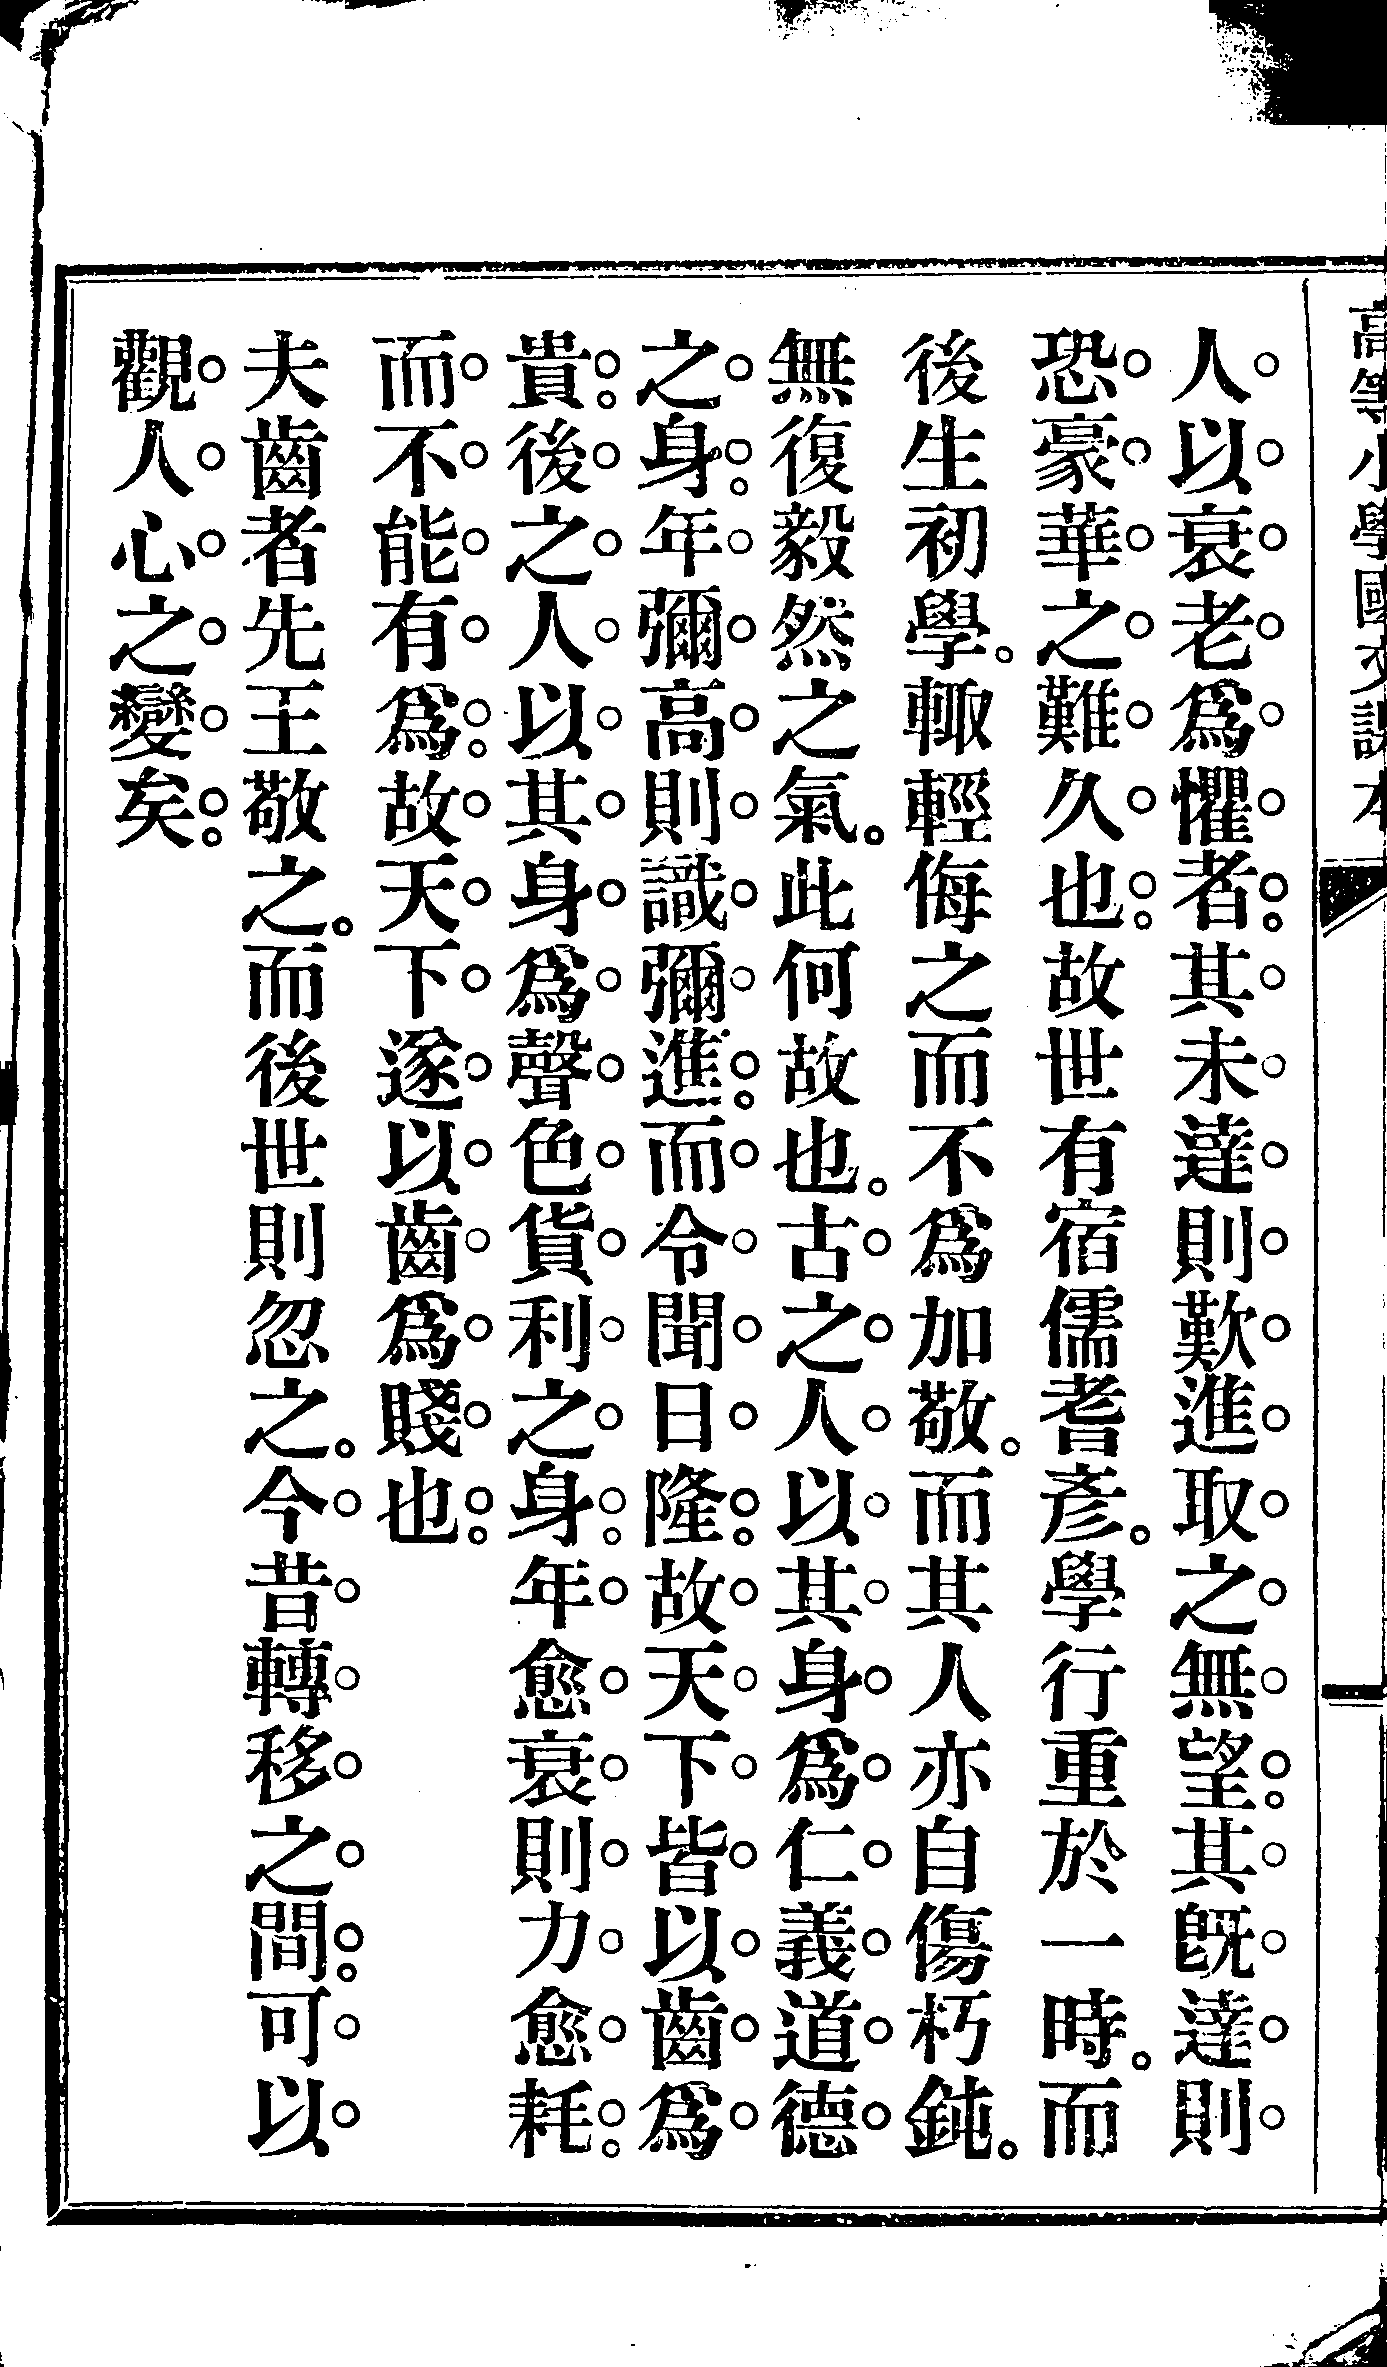 高等小學國文課本
人以衰老爲懼者。其未達則歎進取之無望。其旣達則
恐豪華之難久也。故世有宿儒耆彥。學行重於一時。而
後生初學。輙輕侮之而不爲加敬。而其人亦自傷朽鈍。
無復毅然之氣。此何故也。古之人以其身爲仁義道德
之身。年彌高則識彌進。而令聞日隆。故天下皆以齒爲
貴。後之人以其身爲聲色貨利之身。年愈衰則力愈耗。
而不能有爲。故天下遂以齒爲賤也。
夫齒者先王敬之。而後世則忽之。今昔轉移之間。可以
觀人心之變矣。